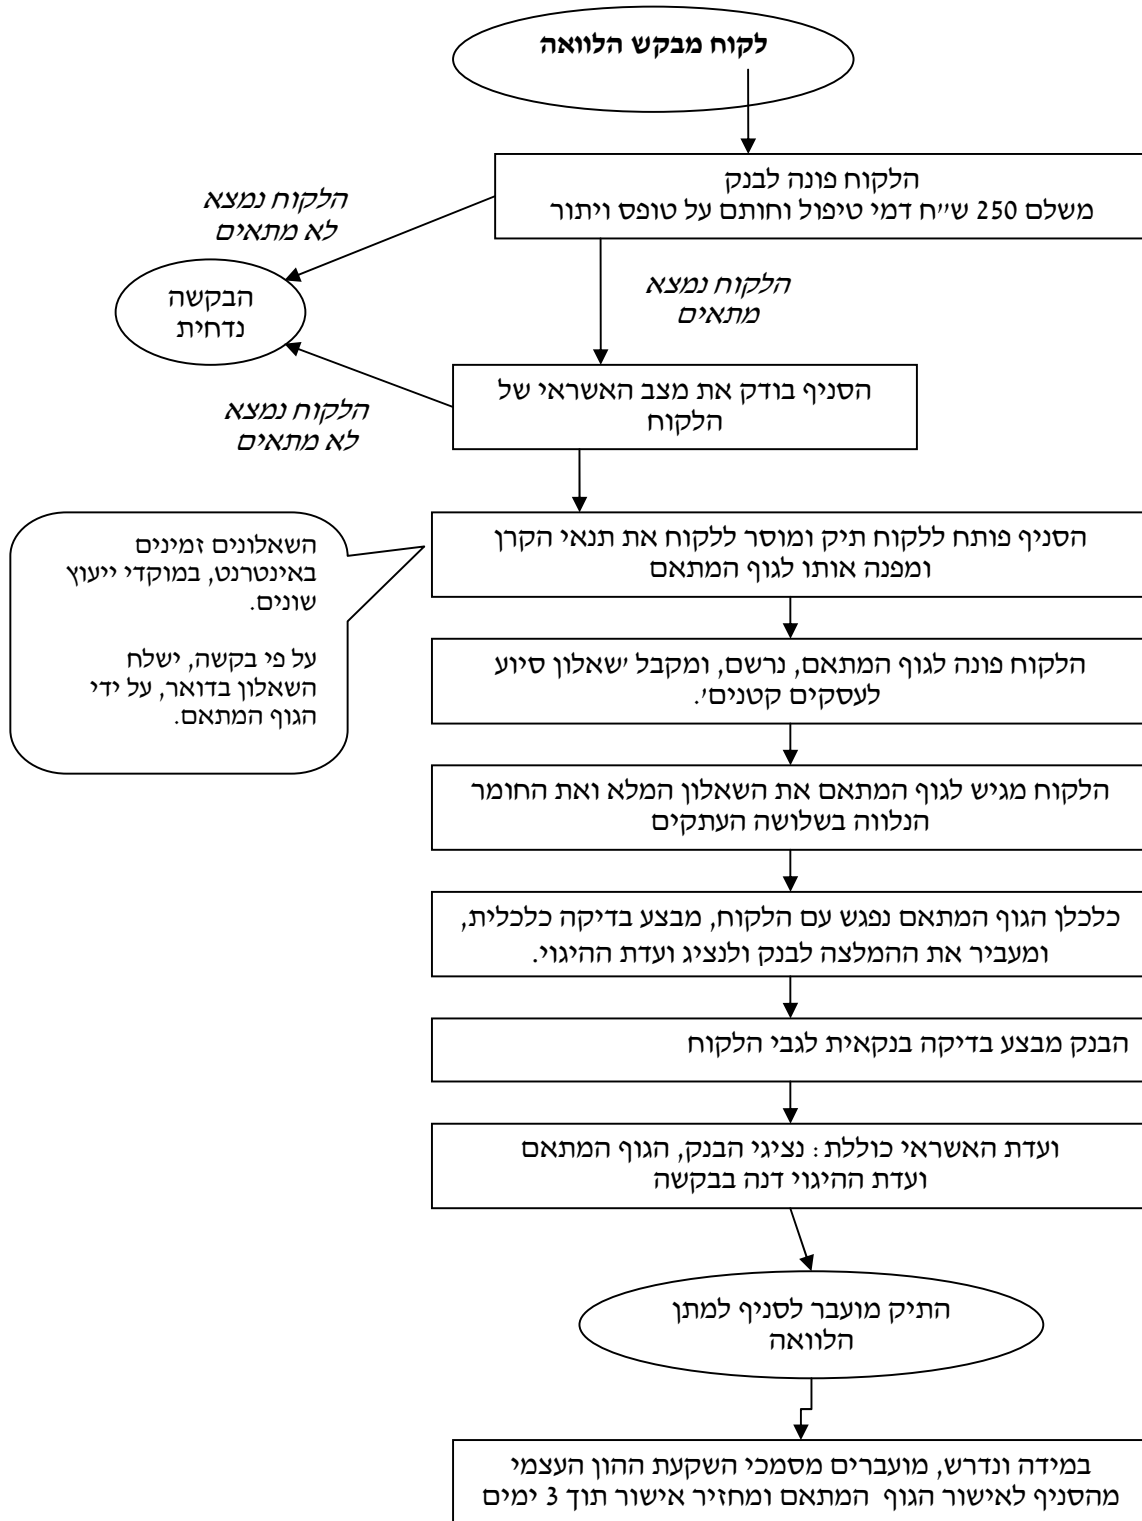 לקוח מבקש הלוואה
הלקוח פונה לבנק
משלם 250 ש״ח דמי טיפול וחותם על טופס ויתור
הלקוח נמצא
לא מתאים
הבקשה
נדחית
הלקוח נמצא
מתאים
הסניף בודק את מצב האשראי של
הלקוח
הלקוח נמצא
לא מתאים
הסניף פותח ללקוח תיק ומוסר ללקוח את תנאי הקרן
ומפנה אותו לגוף המתאם
השאלונים זמינים
באינטרנט, במוקדי ייעוץ
שונים.
על פי בקשה, ישלח
השאלון בדואר, על ידי
הגוף המתאם.
הלקוח פונה לגוף המתאם, נרשם, ומקבל ׳שאלון סיוע
לעסקים קטנים׳.
הלקוח מגיש לגוף המתאם את השאלון המלא ואת החומר
הנלווה בשלושה העתקים
כלכלן הגוף המתאם נפגש עם הלקוח, מבצע בדיקה כלכלית,
ומעביר את ההמלצה לבנק ולנציג ועדת ההיגוי.
הבנק מבצע בדיקה בנקאית לגבי הלקוח
ועדת האשראי כוללת: נציגי הבנק, הגוף המתאם
ועדת ההיגוי דנה בבקשה
התיק מועבר לסניף למתן
הלוואה
במידה ונדרש, מועברים מסמכי השקעת ההון העצמי
מהסניף לאישור הגוף המתאם ומחזיר אישור תוך 3 ימים